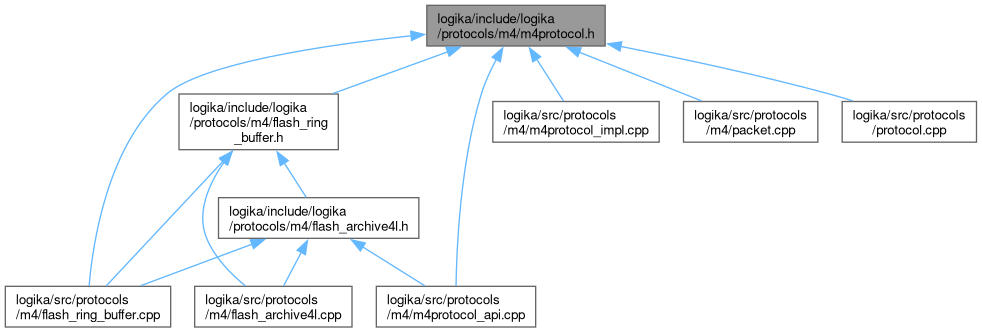 logika/include/logika
/protocols/m4/m4protocol.h
logika/include/logika
/protocols/m4/flash_ring
_buffer.h
logika/src/protocols
/m4/m4protocol_impl.cpp
logika/src/protocols
/m4/packet.cpp
logika/src/protocols
/protocol.cpp
logika/include/logika
/protocols/m4/flash_archive4l.h
logika/src/protocols
/m4/flash_ring_buffer.cpp
logika/src/protocols
/m4/flash_archive4l.cpp
logika/src/protocols
/m4/m4protocol_api.cpp